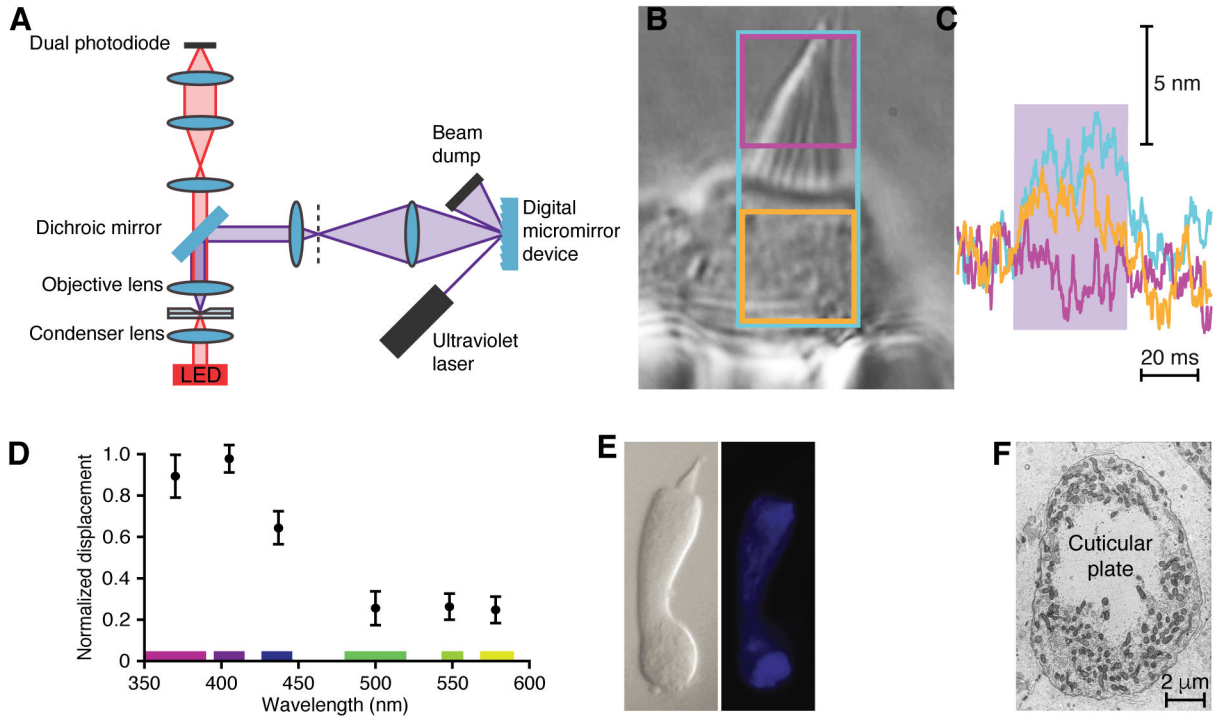 A
Dual photodiode
Dichroic mirror
Objective lens
Condenser lens
LED
Beam
dump
Digital
micromirror
device
Ultraviolet
laser
B
C
5 nm
20 ms
D
Normalized displacement
1.0
0.8
0.6
0.4
0.2
0
350
400
450
500
550
600
Wavelength (nm)
E
F
Cuticular
plate
2 μm